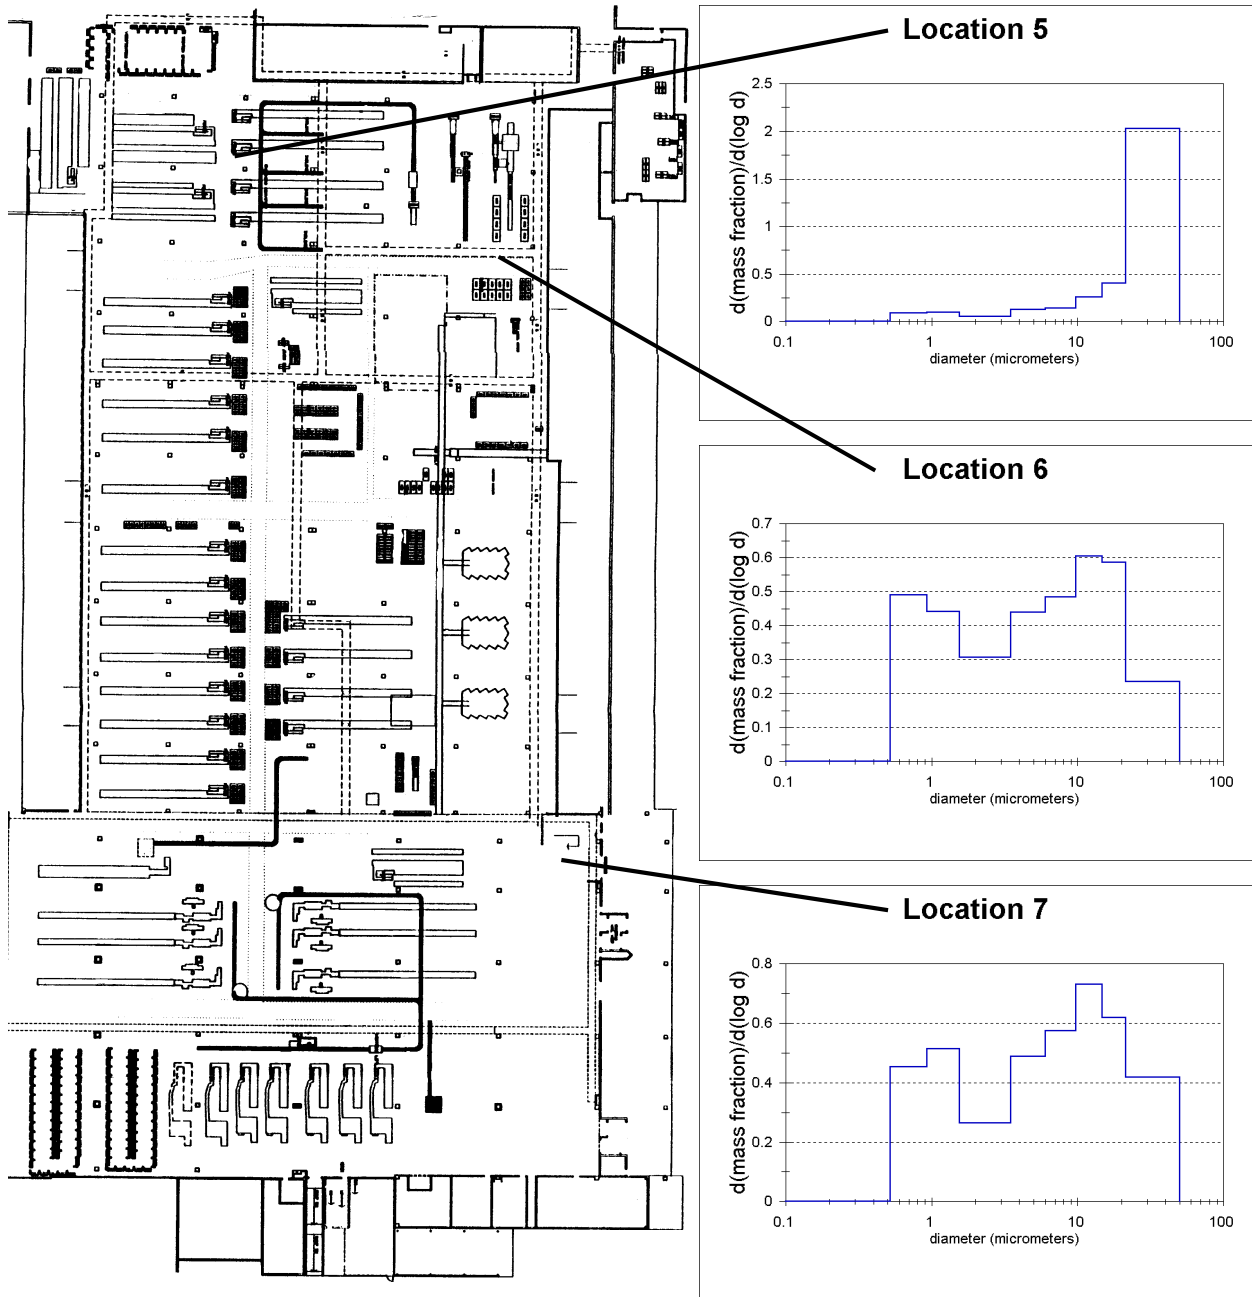 Location 5
2.5
2
1.5
1
0.5
0
d(mass fraction)/d(log d)
0.1 1 10 100
diameter (micrometers)
Location 6
0.7
0.6
0.5
0.4
0.3
0.2
0.1
0
d(mass fraction)/d(log d)
0.1 1 10 100
diameter (micrometers)
Location 7
0.8
0.6
0.4
0.2
0
d(mass fraction)/d(log d)
0.1 1 10 100
diameter (micrometers)